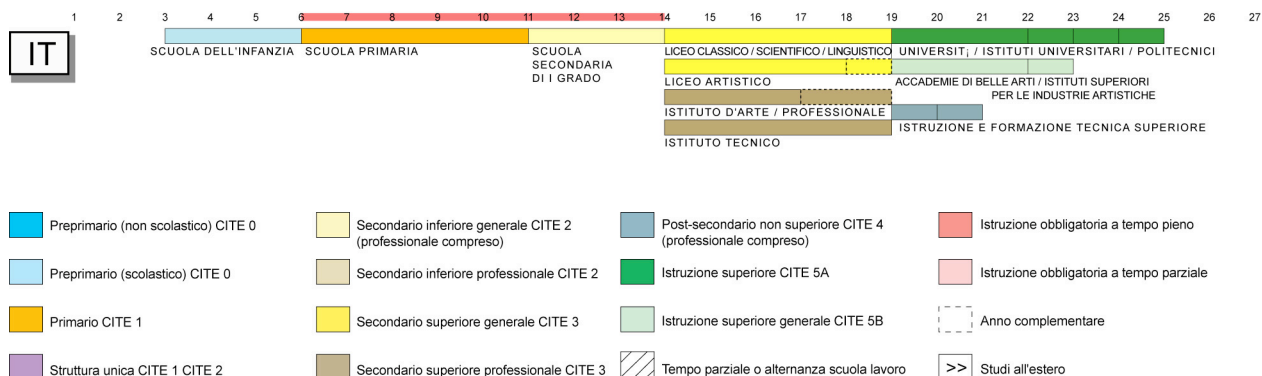 1 2 3 4 5 6 7 8 9 10 11 12 13 14 15 16 17 18 19 20 21 22 23 24 25 26 27
IT
SCUOLA DELL'INFANZIA
SCUOLA PRIMARIA
SCUOLA
SECONDARIA
DI I GRADO
LICEO CLASSICO / SCIENTIFICO / LINGUISTICO
UNIVERSIT¡ / ISTITUTI UNIVERSITARI / POLITECNICI
LICEO ARTISTICO
ACCADEMIE DI BELLE ARTI / ISTITUTI SUPERIORI
PER LE INDUSTRIE ARTISTICHE
ISTITUTO D'ARTE / PROFESSIONALE
ISTRUZIONE E FORMAZIONE TECNICA SUPERIORE
ISTITUTO TECNICO
Preprimario (non scolastico) CITE 0
Preprimario (scolastico) CITE 0
Primario CITE 1
Struttura unica CITE 1 CITE 2
Secondario inferiore generale CITE 2
(professionale compreso)
Secondario inferiore professionale CITE 2
Secondario superiore generale CITE 3
Secondario superiore professionale CITE 3
Post-secondario non superiore CITE 4
(professionale compreso)
Istruzione superiore CITE 5A
Istruzione superiore generale CITE 5B
Tempo parziale o alternanza scuola lavoro
Istruzione obbligatoria a tempo pieno
Istruzione obbligatoria a tempo parziale
Anno complementare
>> Studi all'estero